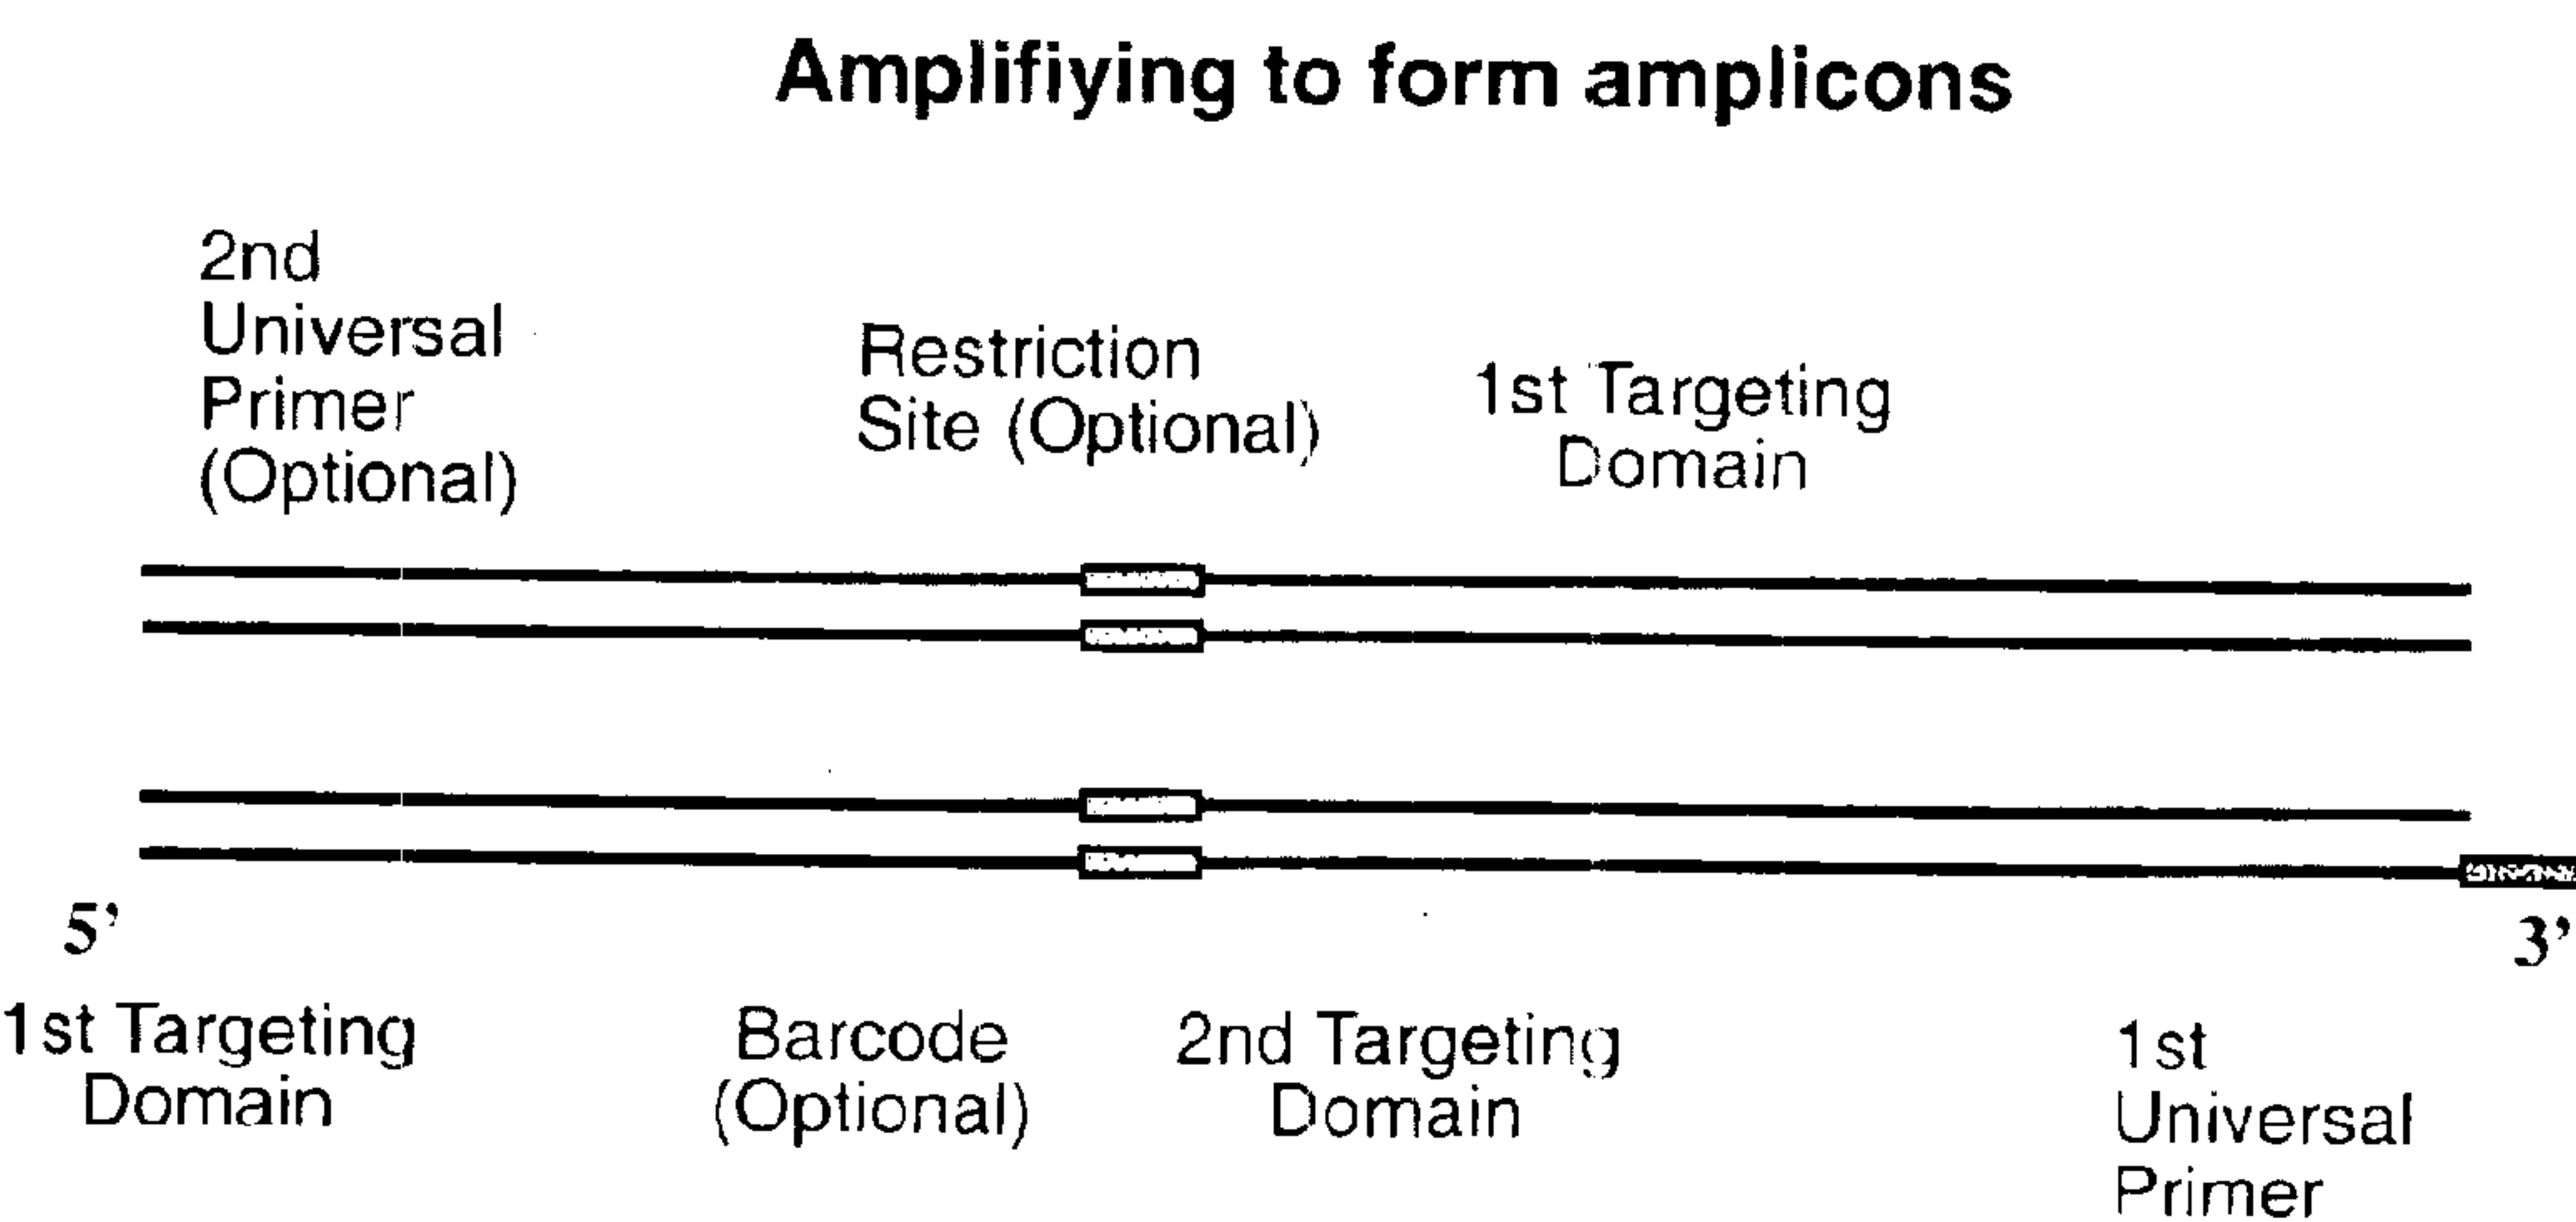 Amplifiying to form amplicons
2nd
Universal
Primer
(Optional)
Restriction
Site (Optional)
1st Targeting
Domain
5’
3’
1st Targeting
Domain
Barcode
(Optional)
2nd Targeting
Domain
1st
Universal
Primer